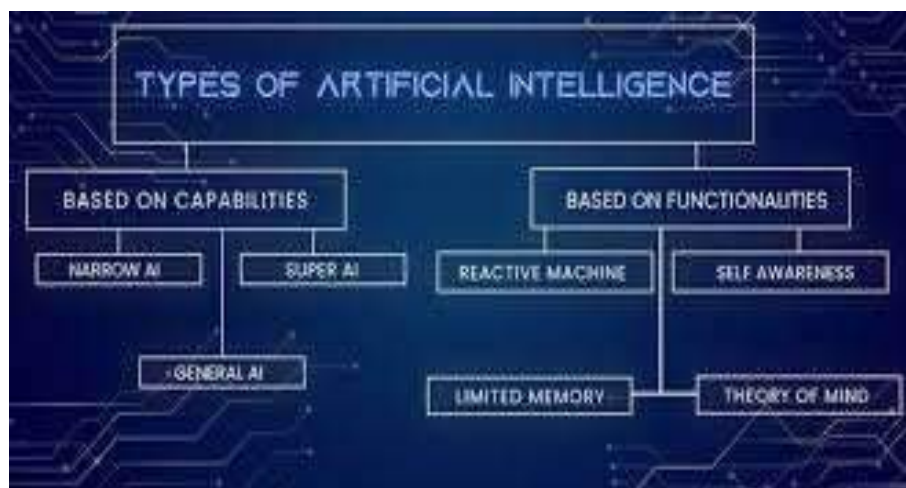 TYPES OF ARTIFICIAL INTELLIGENCE
BASED ON CAPABILITIES
NARROW AI
SUPER AI
GENERAL AI
BASED ON FUNCTIONALITIES
REACTIVE MACHINE
SELF AWARENESS
LIMITED MEMORY
THEORY OF MIND